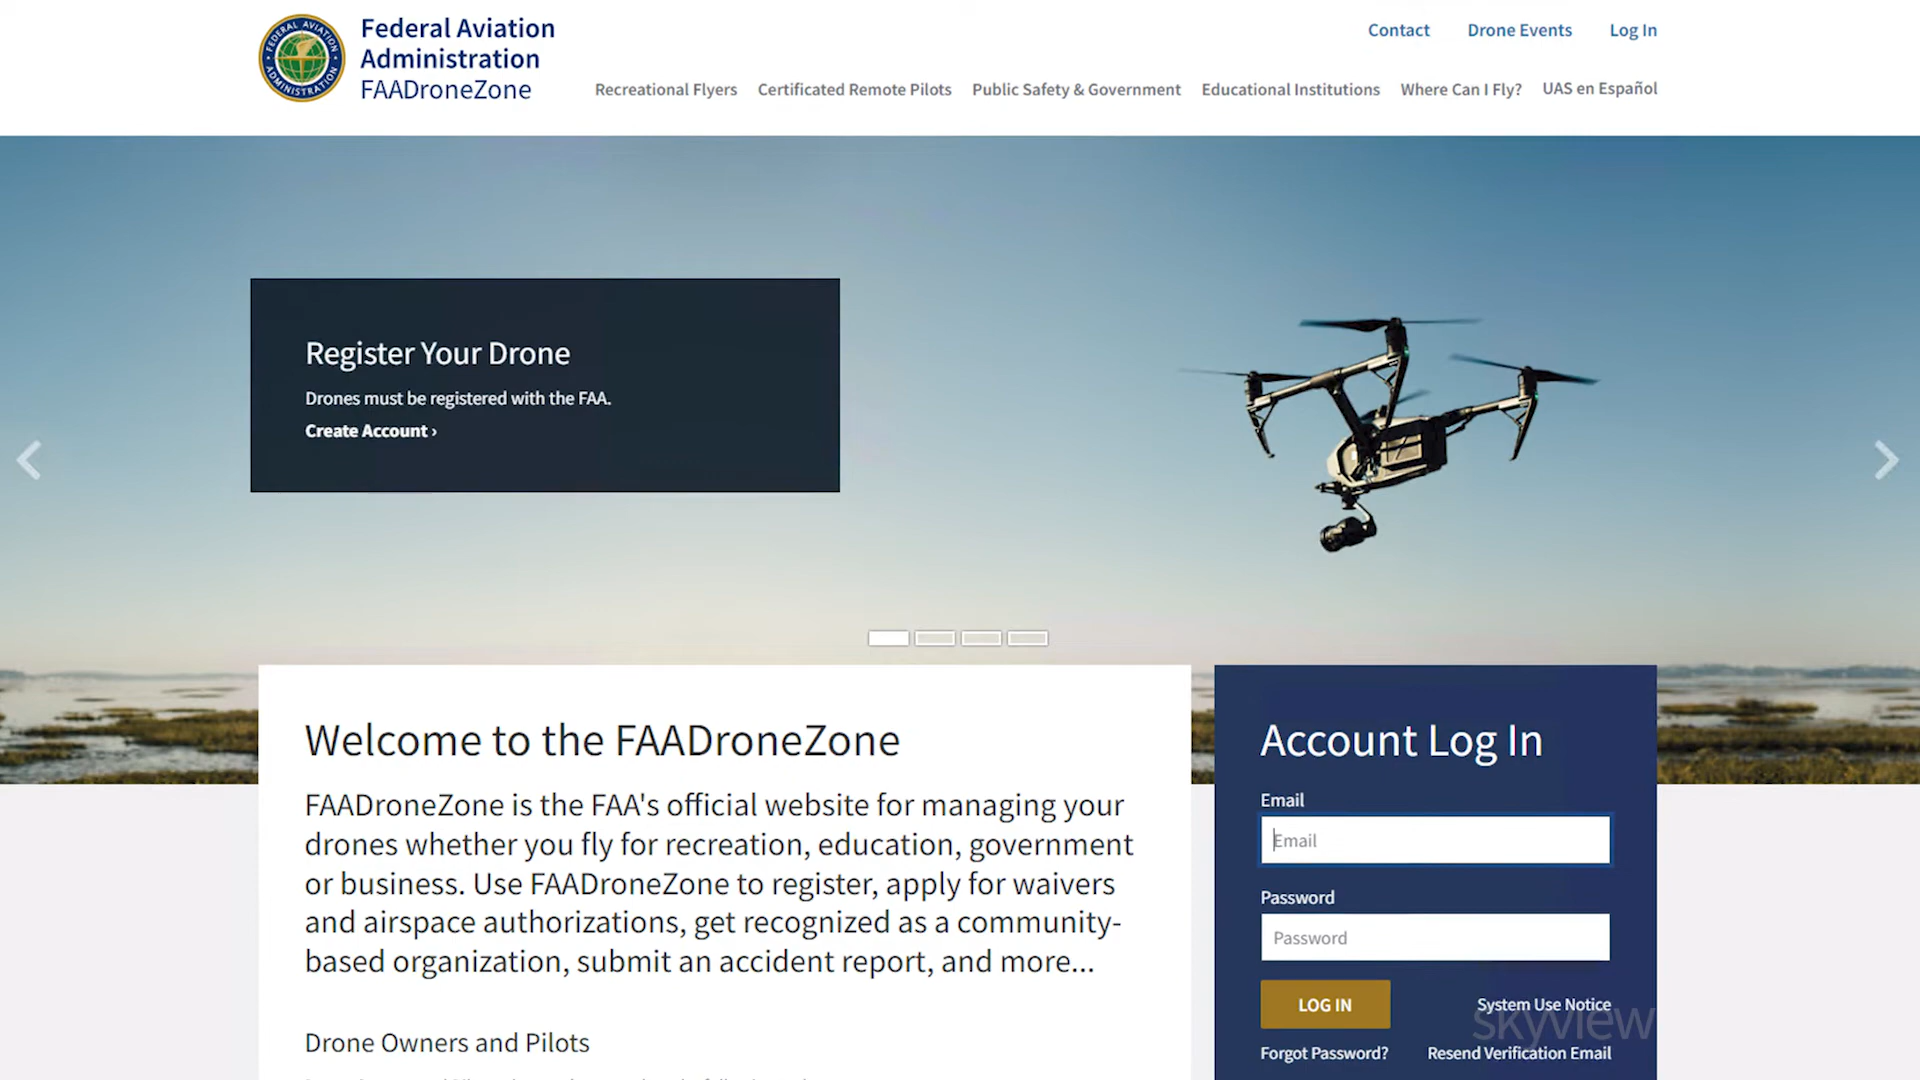 Federal Aviation
Administration
FAADroneZone
FEDERAL AVIATION
ADMINISTRATION
Contact
Drone Events
Log In
Recreational Flyers
Certificated Remote Pilots
Public Safety & Government
Educational Institutions
Where Can I Fly?
UAS en Español
Register Your Drone
Drones must be registered with the FAA.
Create Account ›
Welcome to the FAADroneZone
FAADroneZone is the FAA's official website for managing your
drones whether you fly for recreation, education, government
or business. Use FAADroneZone to register, apply for waivers
and airspace authorizations, get recognized as a community-
based organization, submit an accident report, and more...
Drone Owners and Pilots
Account Log In
Email
Email
Password
Password
LOG IN
System Use Notice
skyview
Forgot Password?
Resend Verification Email